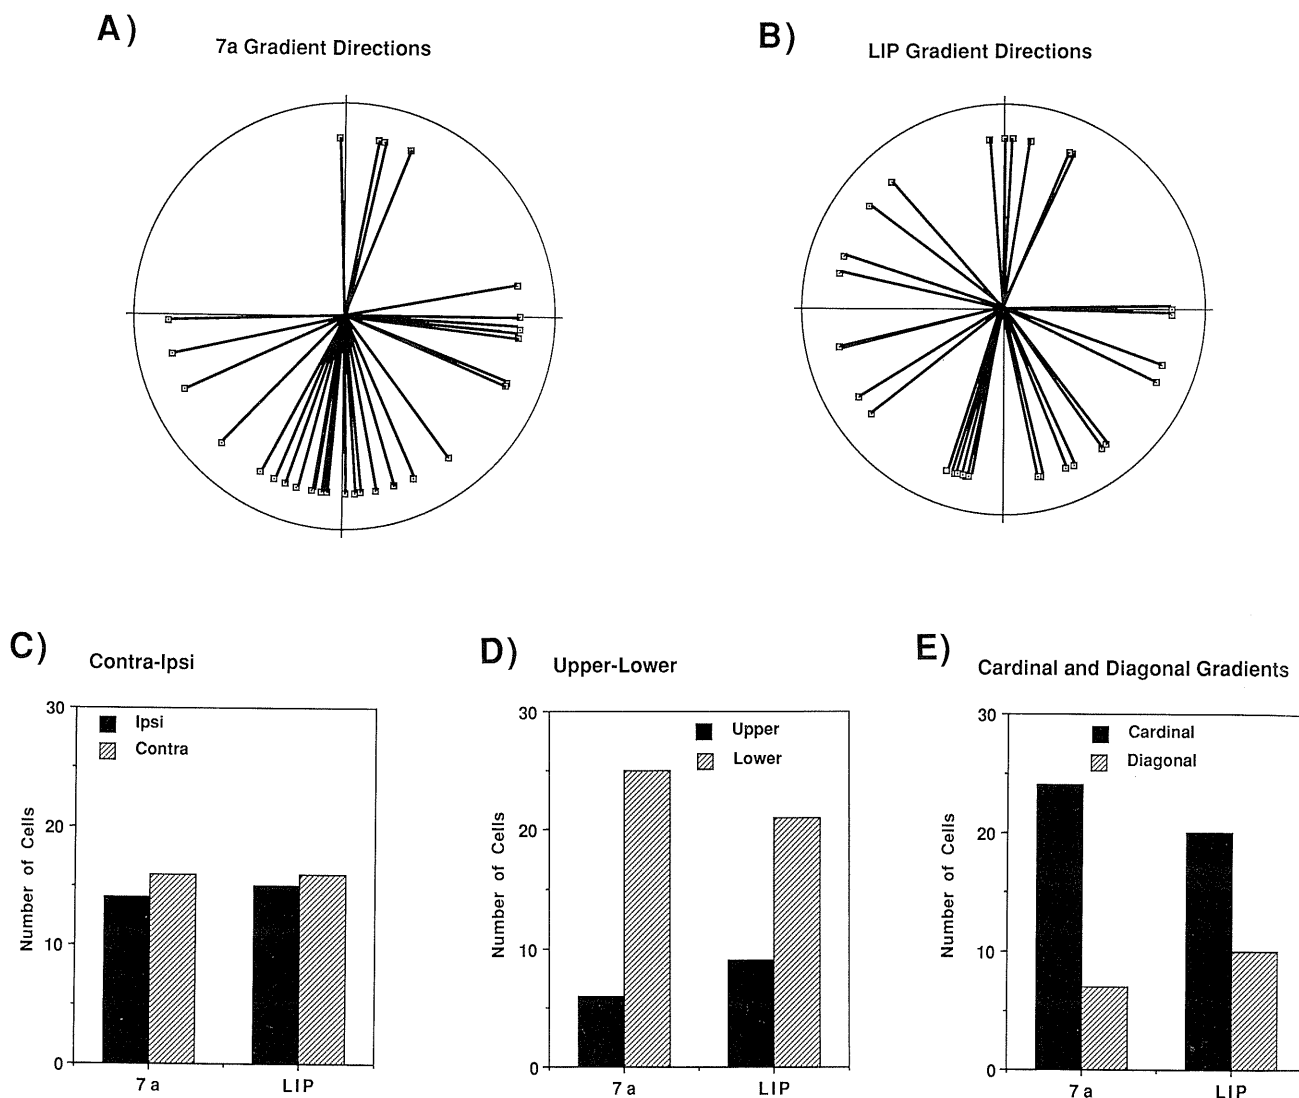 A)
7a Gradient Directions
B)
LIP Gradient Directions
C)
Contra-Ipsi
30
20
10
0
Number of Cells
Ipsi
Contra
7a
LIP
D)
Upper-Lower
30
20
10
0
Number of Cells
Upper
Lower
7a
LIP
E)
Cardinal and Diagonal Gradients
30
20
10
0
Number of Cells
Cardinal
Diagonal
7a
LIP